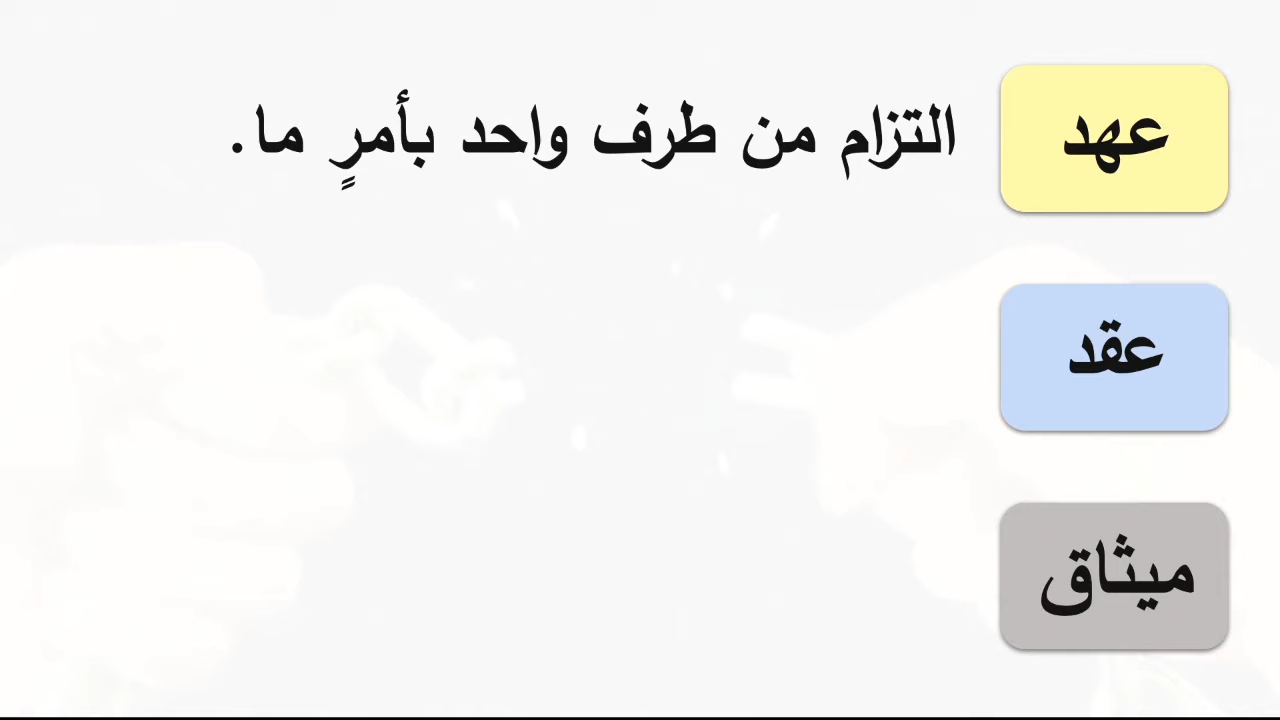 عهد
التزام من طرف واحد بأمرٍ ما.
عقد
ميثاق